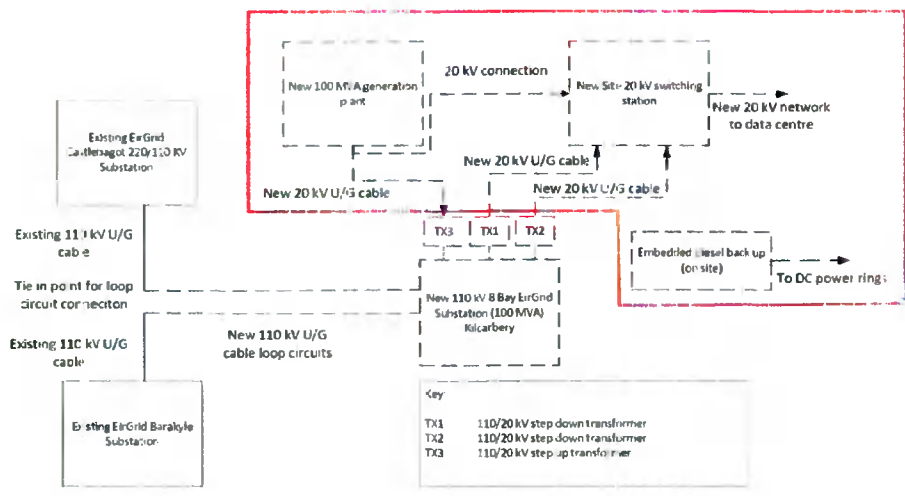 New 100 MVA generation
plant
20 kV connection
New Site 20 kV switching
station
New 20 kV network
to data centre
Existing EirGrid
Castlebagot 220/110 KV
Substation
New 20 kV U/G cable
New 20 kV U/G cable
New 20 kV U/G cable
TX3
TX1
TX2
Existing 110 kV U/G
cable
Embedded diesel back up
(on site)
To DC power rings
Tie in point for loop
circuit conneciton
New 110 kV 8 Bay EirGrid
Substation (100 MVA)
Kilcarbery
Existing 110 kV U/G
cable
New 110 kV U/G
cable loop circuits
Existing EirGrid Barakyle
Substation
Key
TX1 110/20 kV step down transformer
TX2 110/20 kV step down transformer
TX3 110/20 kV step up transformer